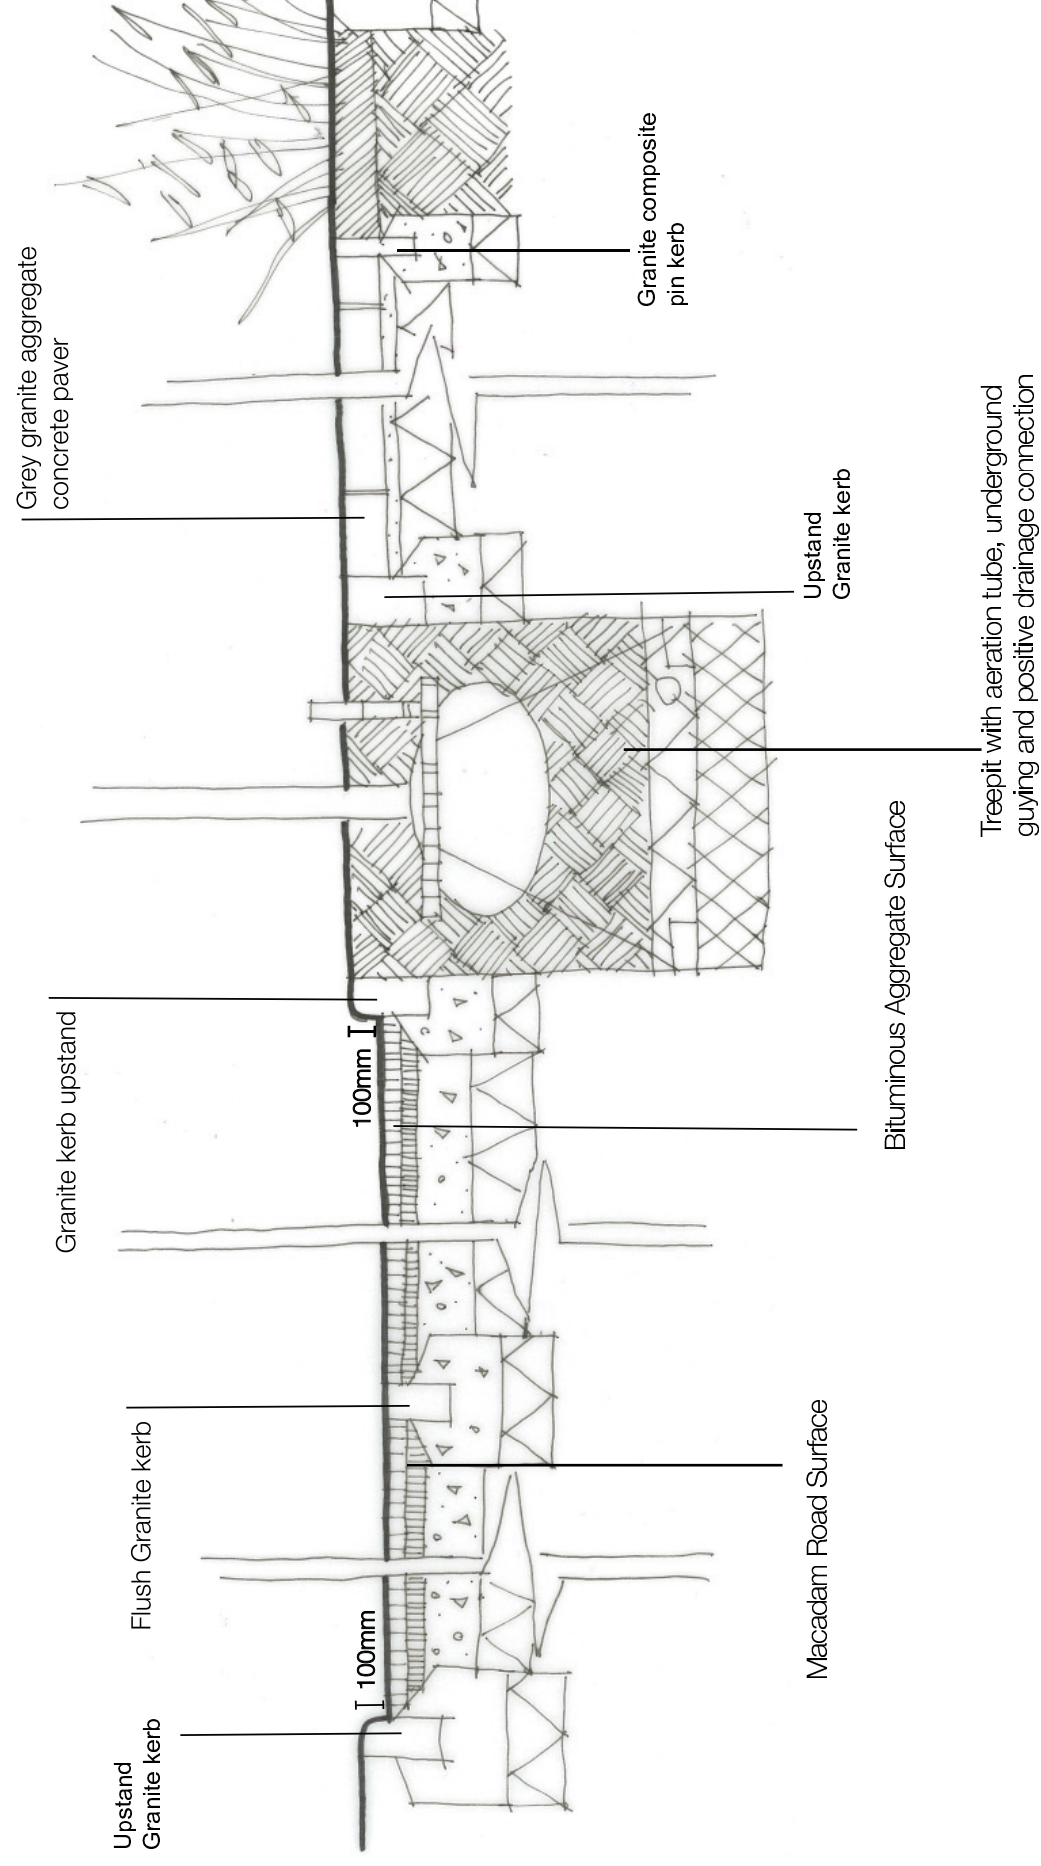 Upstand
Granite kerb
100mm
Flush Granite kerb
Macadam Road Surface
Granite kerb upstand
100mm
Bituminous Aggregate Surface
Treepit with aeration tube, underground
guying and positive drainage connection
Upstand
Granite kerb
Grey granite aggregate
concrete paver
Granite composite
pin kerb